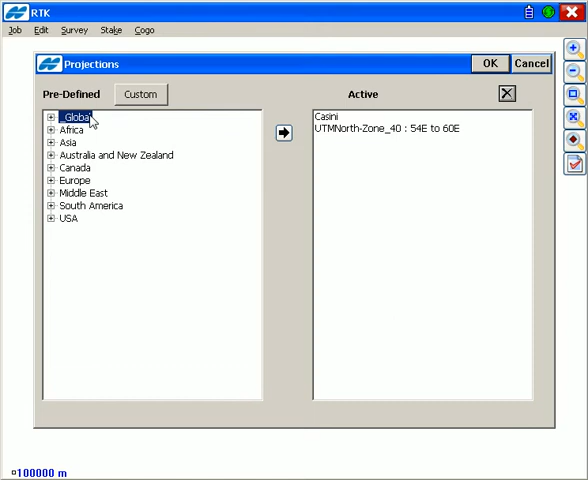 RTK
Job Edit Survey Stake Cogo
Projections OK Cancel
Pre-Defined Custom Active
_Global
Africa
Asia
Australia and New Zealand
Canada
Europe
Middle East
South America
USA
Casini
UTMNorth-Zone_40 : 54E to 60E
100000 m